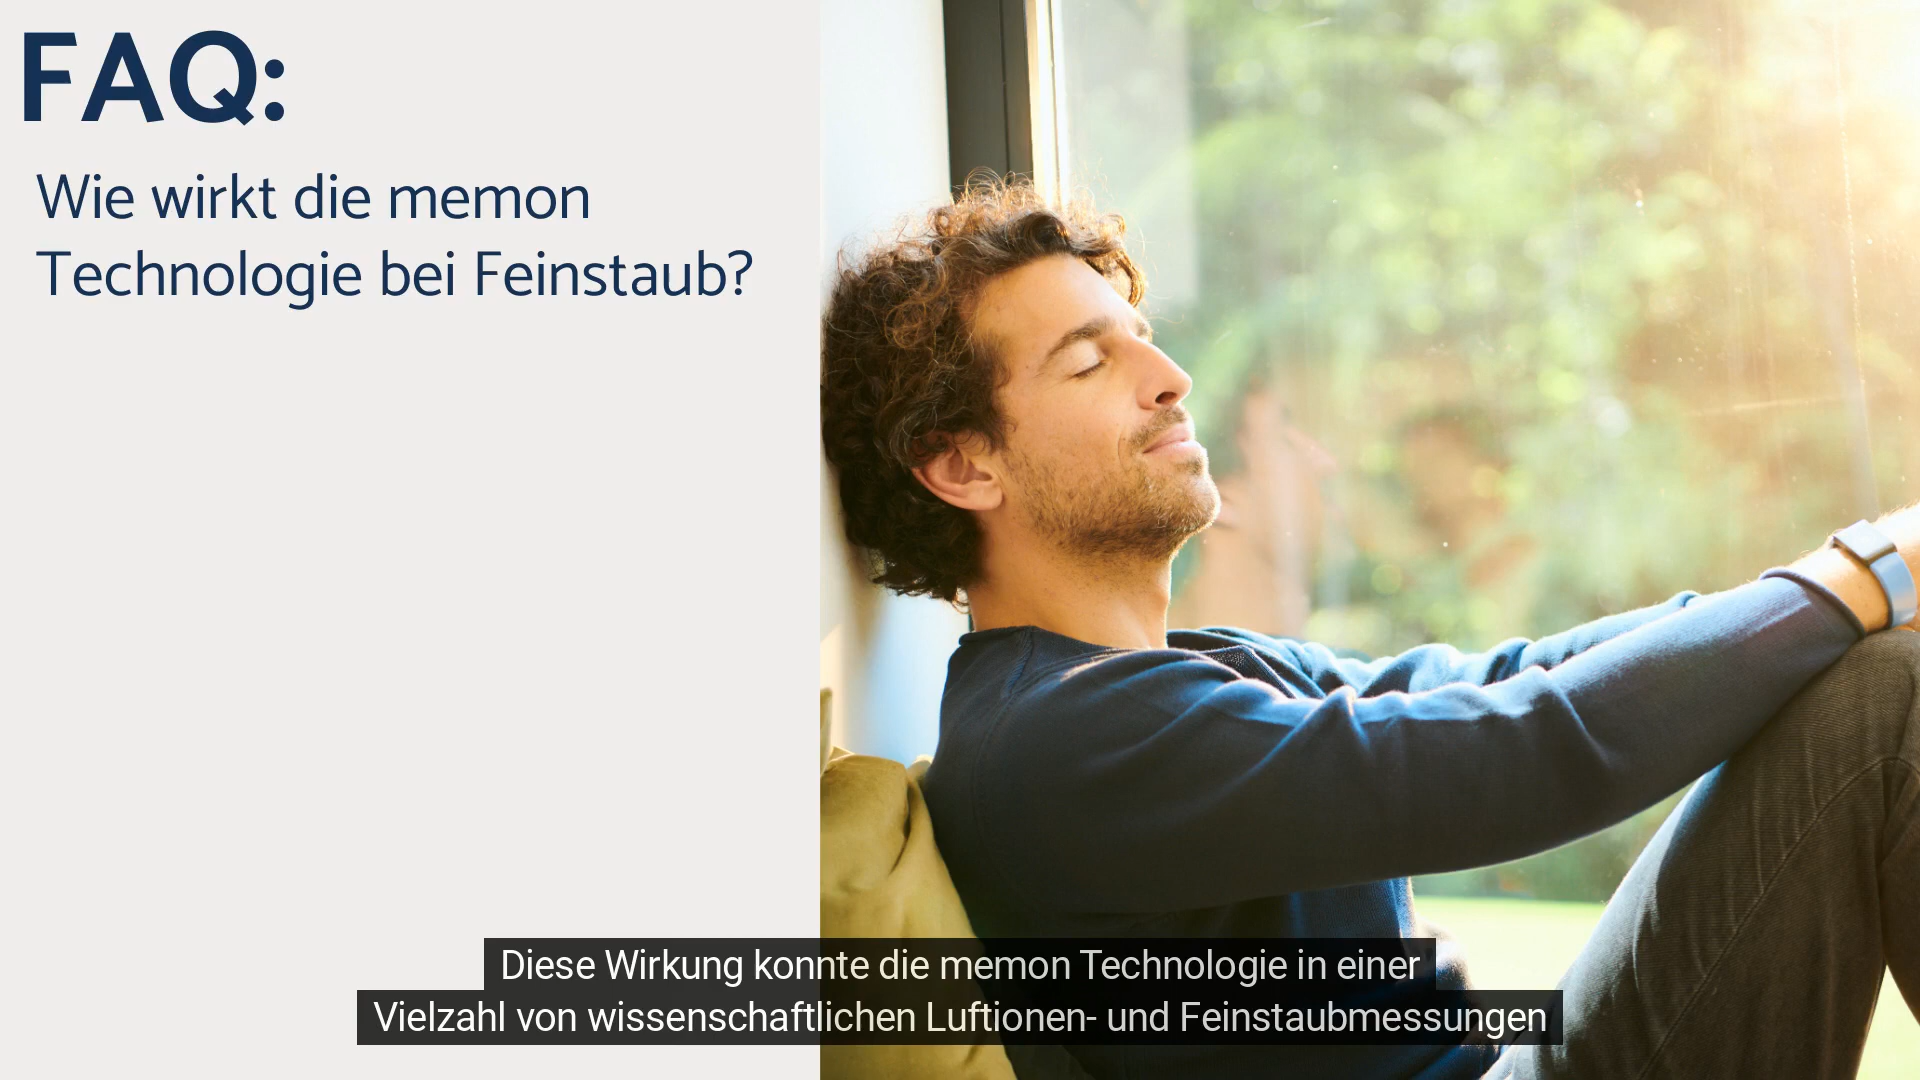 FAQ:
Wie wirkt die memon
Technologie bei Feinstaub?
Diese Wirkung konnte die memon Technologie in einer
Vielzahl von wissenschaftlichen Luftionen- und Feinstaubmessungen